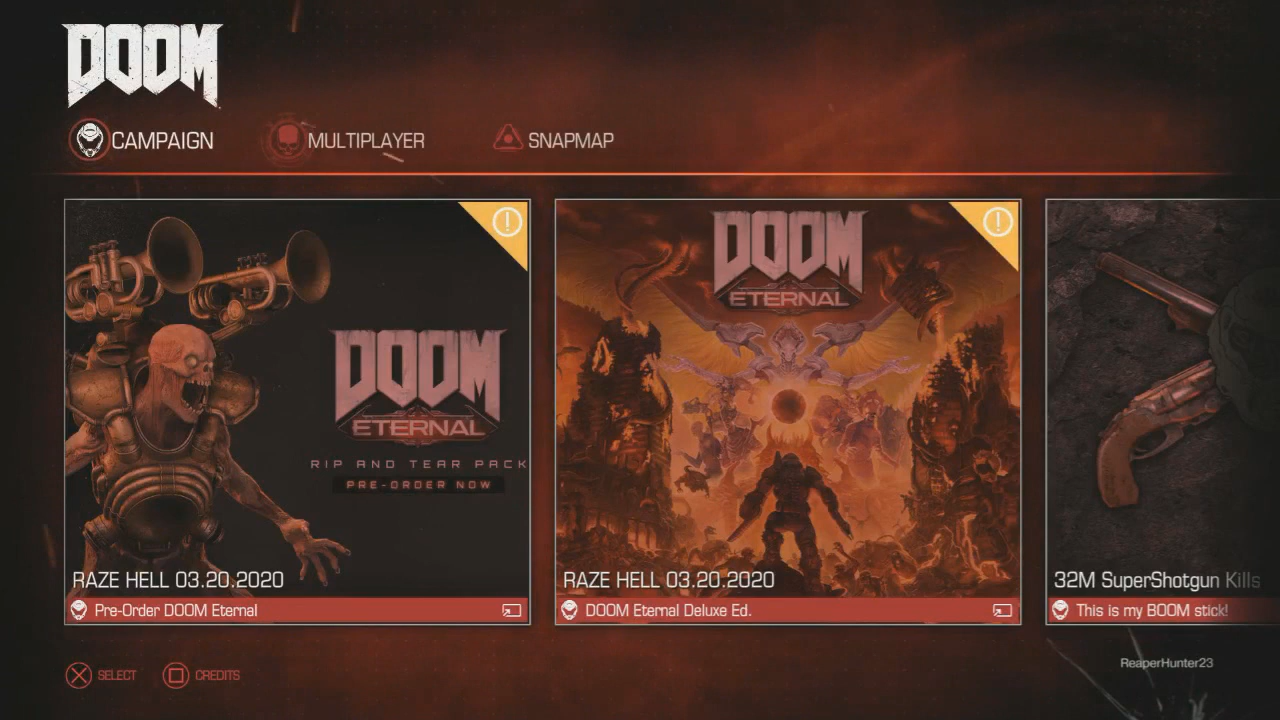 DOOM
CAMPAIGN
MULTIPLAYER
SNAPMAP
DOOM
ETERNAL
RIP AND TEAR PACK
PRE-ORDER NOW
RAZE HELL 03.20.2020
Pre-Order DOOM Eternal
DOOM
ETERNAL
RAZE HELL 03.20.2020
DOOM Eternal Deluxe Ed.
32M SuperShotgun Kills
This is my BOOM stick!
SELECT
CREDITS
ReaperHunter23